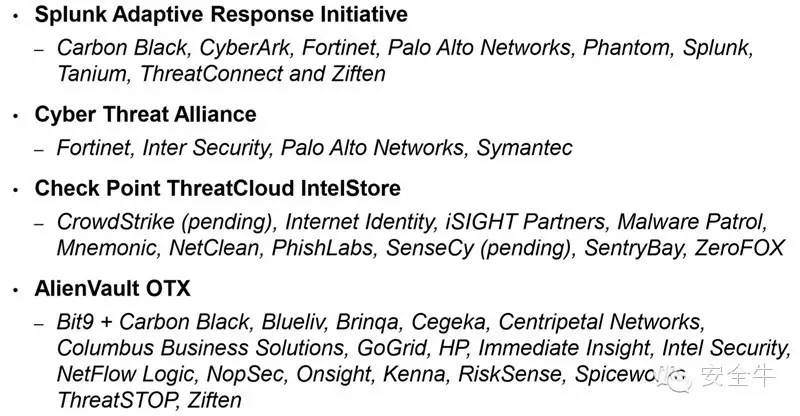 • Splunk Adaptive Response Initiative
– Carbon Black, CyberArk, Fortinet, Palo Alto Networks, Phantom, Splunk,
Tanium, ThreatConnect and Ziften
• Cyber Threat Alliance
– Fortinet, Inter Security, Palo Alto Networks, Symantec
• Check Point ThreatCloud IntelStore
– CrowdStrike (pending), Internet Identity, iSIGHT Partners, Malware Patrol,
Mnemonic, NetClean, PhishLabs, SenseCy (pending), SentryBay, ZeroFOX
• AlienVault OTX
– Bit9 + Carbon Black, Blueliv, Brinqa, Cegeka, Centripetal Networks,
Columbus Business Solutions, GoGrid, HP, Immediate Insight, Intel Security,
NetFlow Logic, NopSec, Onsight, Kenna, RiskSense,
ThreatSTOP, Ziften
安全牛